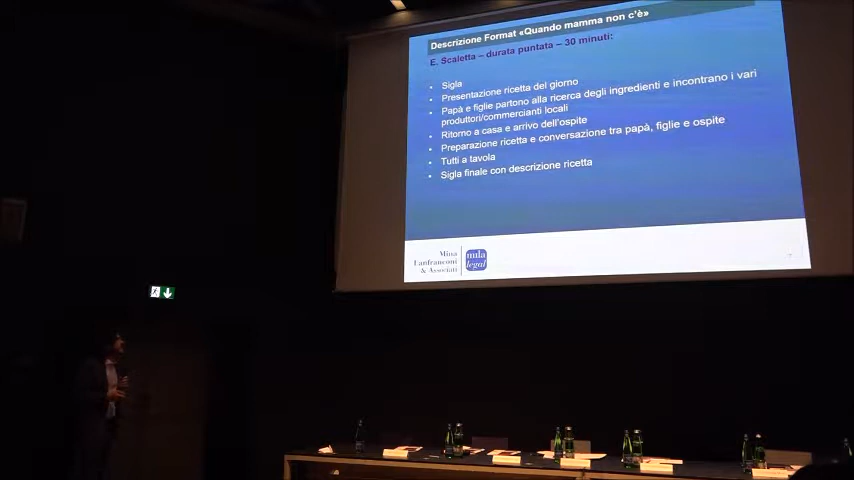 Descrizione Format «Quando mamma non c'è»
E. Scaletta – durata puntata – 30 minuti:
• Sigla
• Presentazione ricetta del giorno
• Papà e figlie partono alla ricerca degli ingredienti e incontrano i vari
produttori/commercianti locali
• Ritorno a casa e arrivo dell'ospite
• Preparazione ricetta e conversazione tra papà, figlie e ospite
• Tutti a tavola
• Sigla finale con descrizione ricetta
Mina
Lanfranconi
& Associati
mila
legal